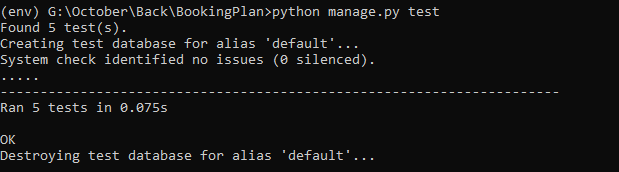 (env) G:\October\Back\BookingPlan>python manage.py test
Found 5 test(s).
Creating test database for alias 'default'...
System check identified no issues (0 silenced).
.....
----------------------------------------------------------------------
Ran 5 tests in 0.075s
OK
Destroying test database for alias 'default'...